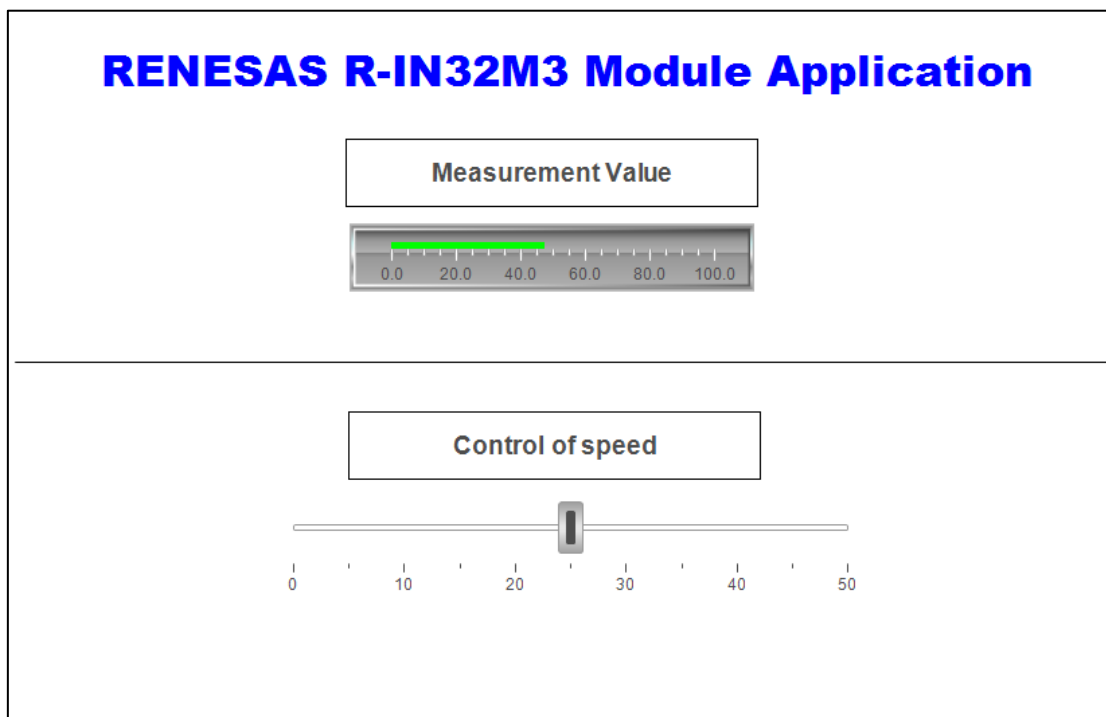 RENESAS R-IN32M3 Module Application
Measurement Value
0.0 20.0 40.0 60.0 80.0 100.0
Control of speed
0 10 20 30 40 50